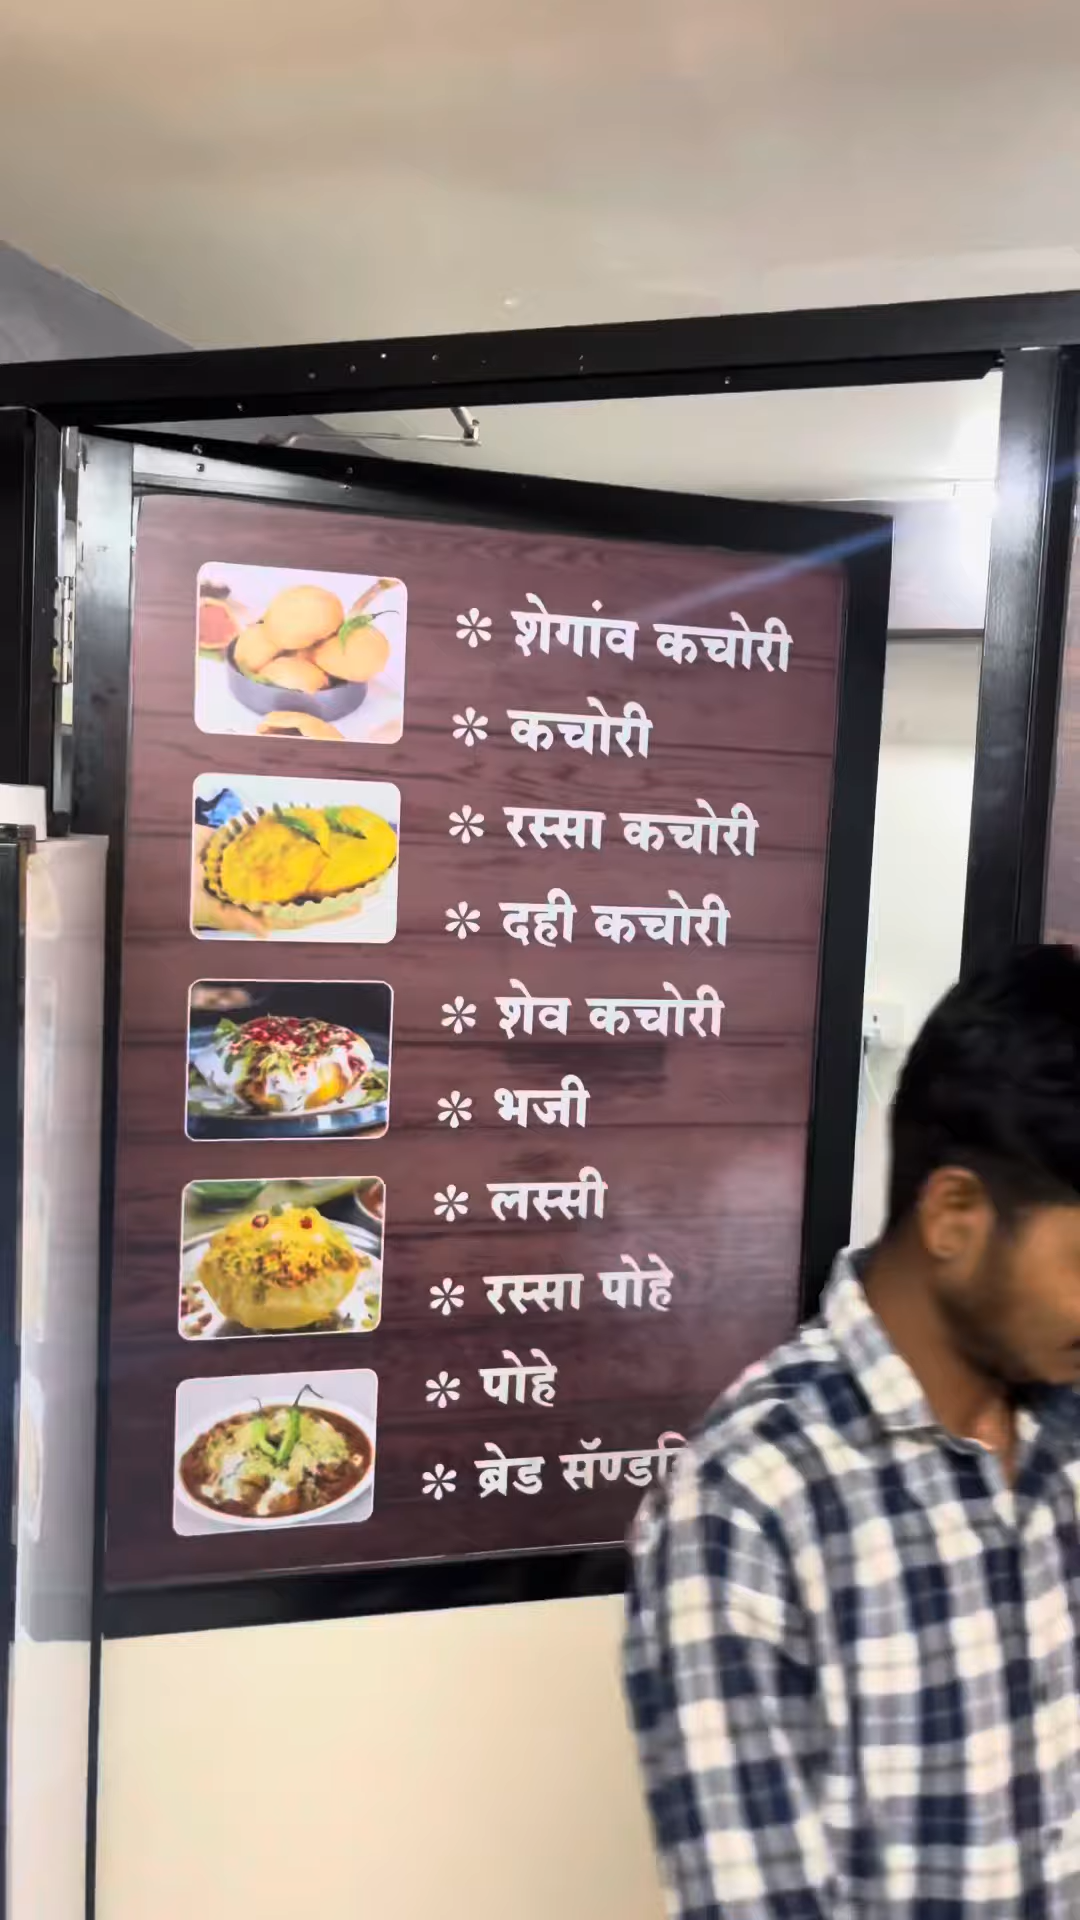 * शेगांव कचोरी
* कचोरी
* रस्सा कचोरी
* दही कचोरी
* शेव कचोरी
* भजी
* लस्सी
* रस्सा पोहे
* पोहे
* ब्रेड